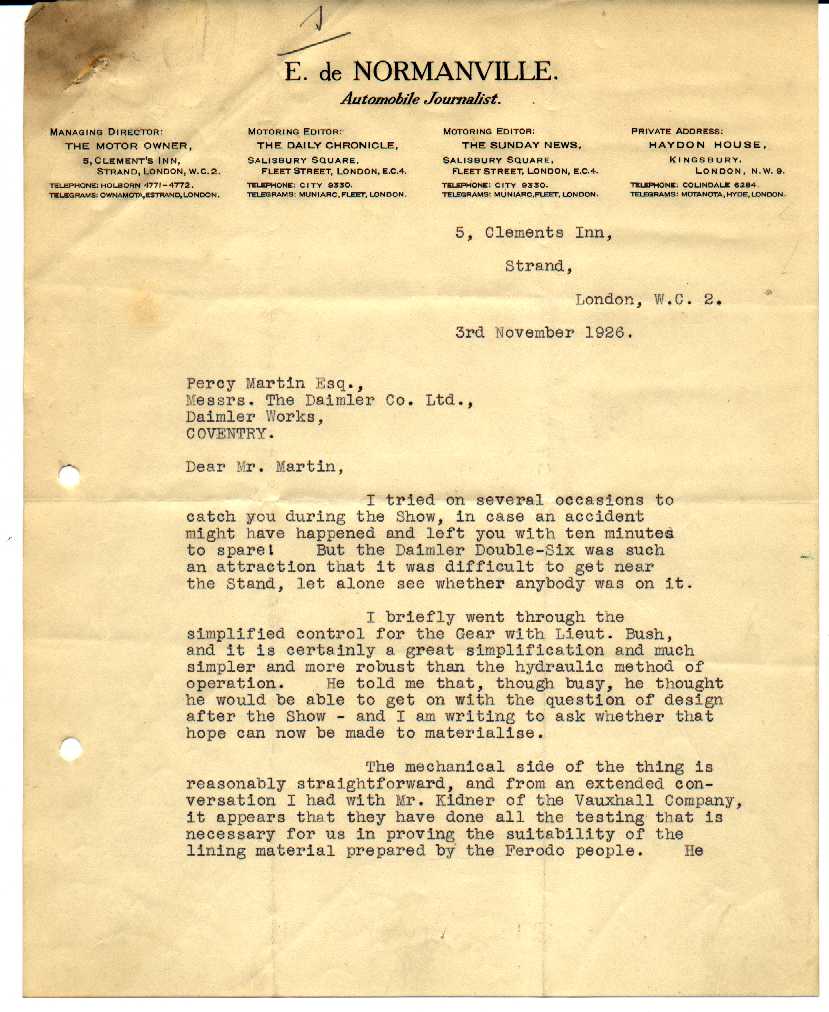 E. de NORMANVILLE.
Automobile Journalist.
MANAGING DIRECTOR:
THE MOTOR OWNER,
5, CLEMENT'S INN,
STRAND, LONDON, W.C.2.
TELEPHONE: HOLBORN 4771-4772.
TELEGRAMS: OWNAMOTA, ESTRAND, LONDON.
MOTORING EDITOR:
THE DAILY CHRONICLE,
SALISBURY SQUARE,
FLEET STREET, LONDON, E.C.4.
TELEPHONE: CITY 9330.
TELEGRAMS: MUNIARC, FLEET, LONDON.
MOTORING EDITOR:
THE SUNDAY NEWS,
SALISBURY SQUARE,
FLEET STREET, LONDON, E.C.4.
TELEPHONE: CITY 9330.
TELEGRAMS: MUNIARC, FLEET, LONDON.
PRIVATE ADDRESS:
HAYDON HOUSE,
KINGSBURY,
LONDON, N.W. 9.
TELEPHONE: COLINDALE 6284.
TELEGRAMS: MOTANOTA, HYDE, LONDON.
5, Clements Inn,
Strand,
London, W.C. 2.
3rd November 1926.
Percy Martin Esq.,
Messrs. The Daimler Co. Ltd.,
Daimler Works,
COVENTRY.
Dear Mr. Martin,
I tried on several occasions to
catch you during the Show, in case an accident
might have happened and left you with ten minutes
to spare! But the Daimler Double-Six was such
an attraction that it was difficult to get near
the Stand, let alone see whether anybody was on it.
I briefly went through the
simplified control for the Gear with Lieut. Bush,
and it is certainly a great simplification and much
simpler and more robust than the hydraulic method of
operation. He told me that, though busy, he thought
he would be able to get on with the question of design
after the Show - and I am writing to ask whether that
hope can now be made to materialise.
The mechanical side of the thing is
reasonably straightforward, and from an extended con-
versation I had with Mr. Kidner of the Vauxhall Company,
it appears that they have done all the testing that is
necessary for us in proving the suitability of the
lining material prepared by the Ferodo people. He